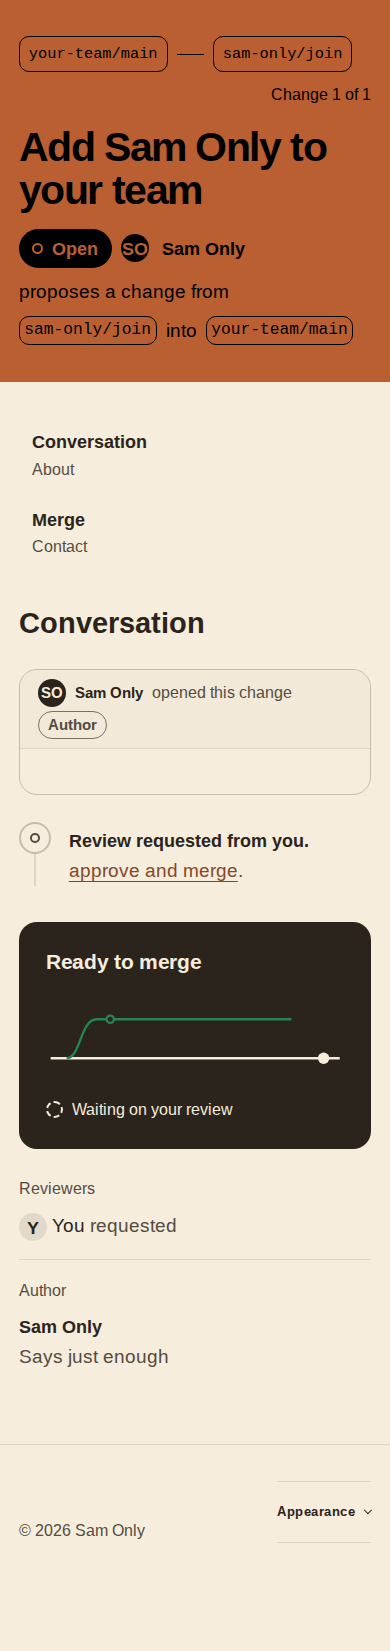 your-team/main — sam-only/join
Change 1 of 1
Add Sam Only to
your team
Open SO Sam Only
proposes a change from
sam-only/join into your-team/main
Conversation
About
Merge
Contact
Conversation
SO Sam Only opened this change
Author
Review requested from you.
approve and merge.
Ready to merge
Waiting on your review
Reviewers
Y You requested
Author
Sam Only
Says just enough
Appearance
© 2026 Sam Only